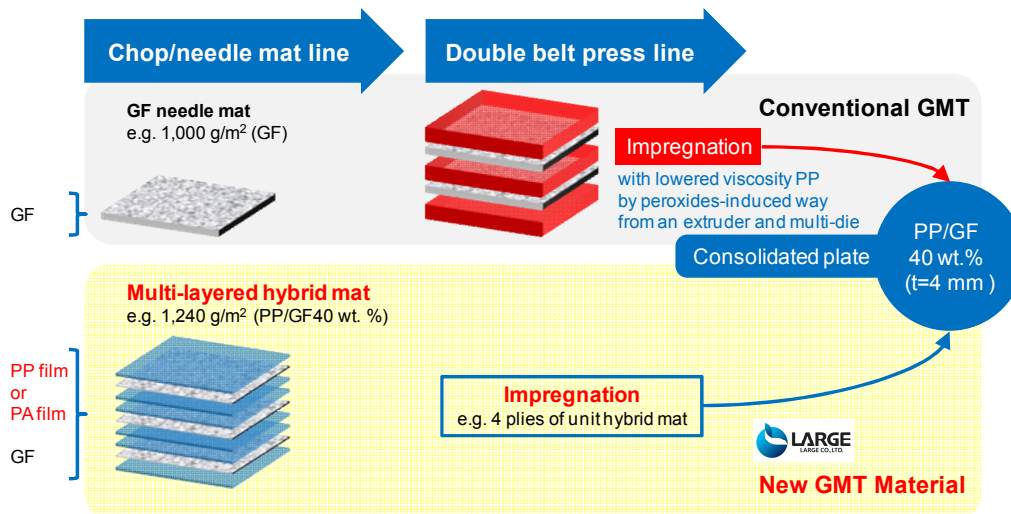 Chop/needle mat line
Double belt press line
GF needle mat
e.g. 1,000 g/m² (GF)
Conventional GMT
GF
Impregnation
with lowered viscosity PP
by peroxides-induced way
from an extruder and multi-die
Consolidated plate
PP/GF
40 wt.%
(t=4 mm )
Multi-layered hybrid mat
e.g. 1,240 g/m² (PP/GF40 wt. %)
PP film
or
PA film
GF
Impregnation
e.g. 4 plies of unit hybrid mat
LARGE
LARGE CO., LTD.
New GMT Material